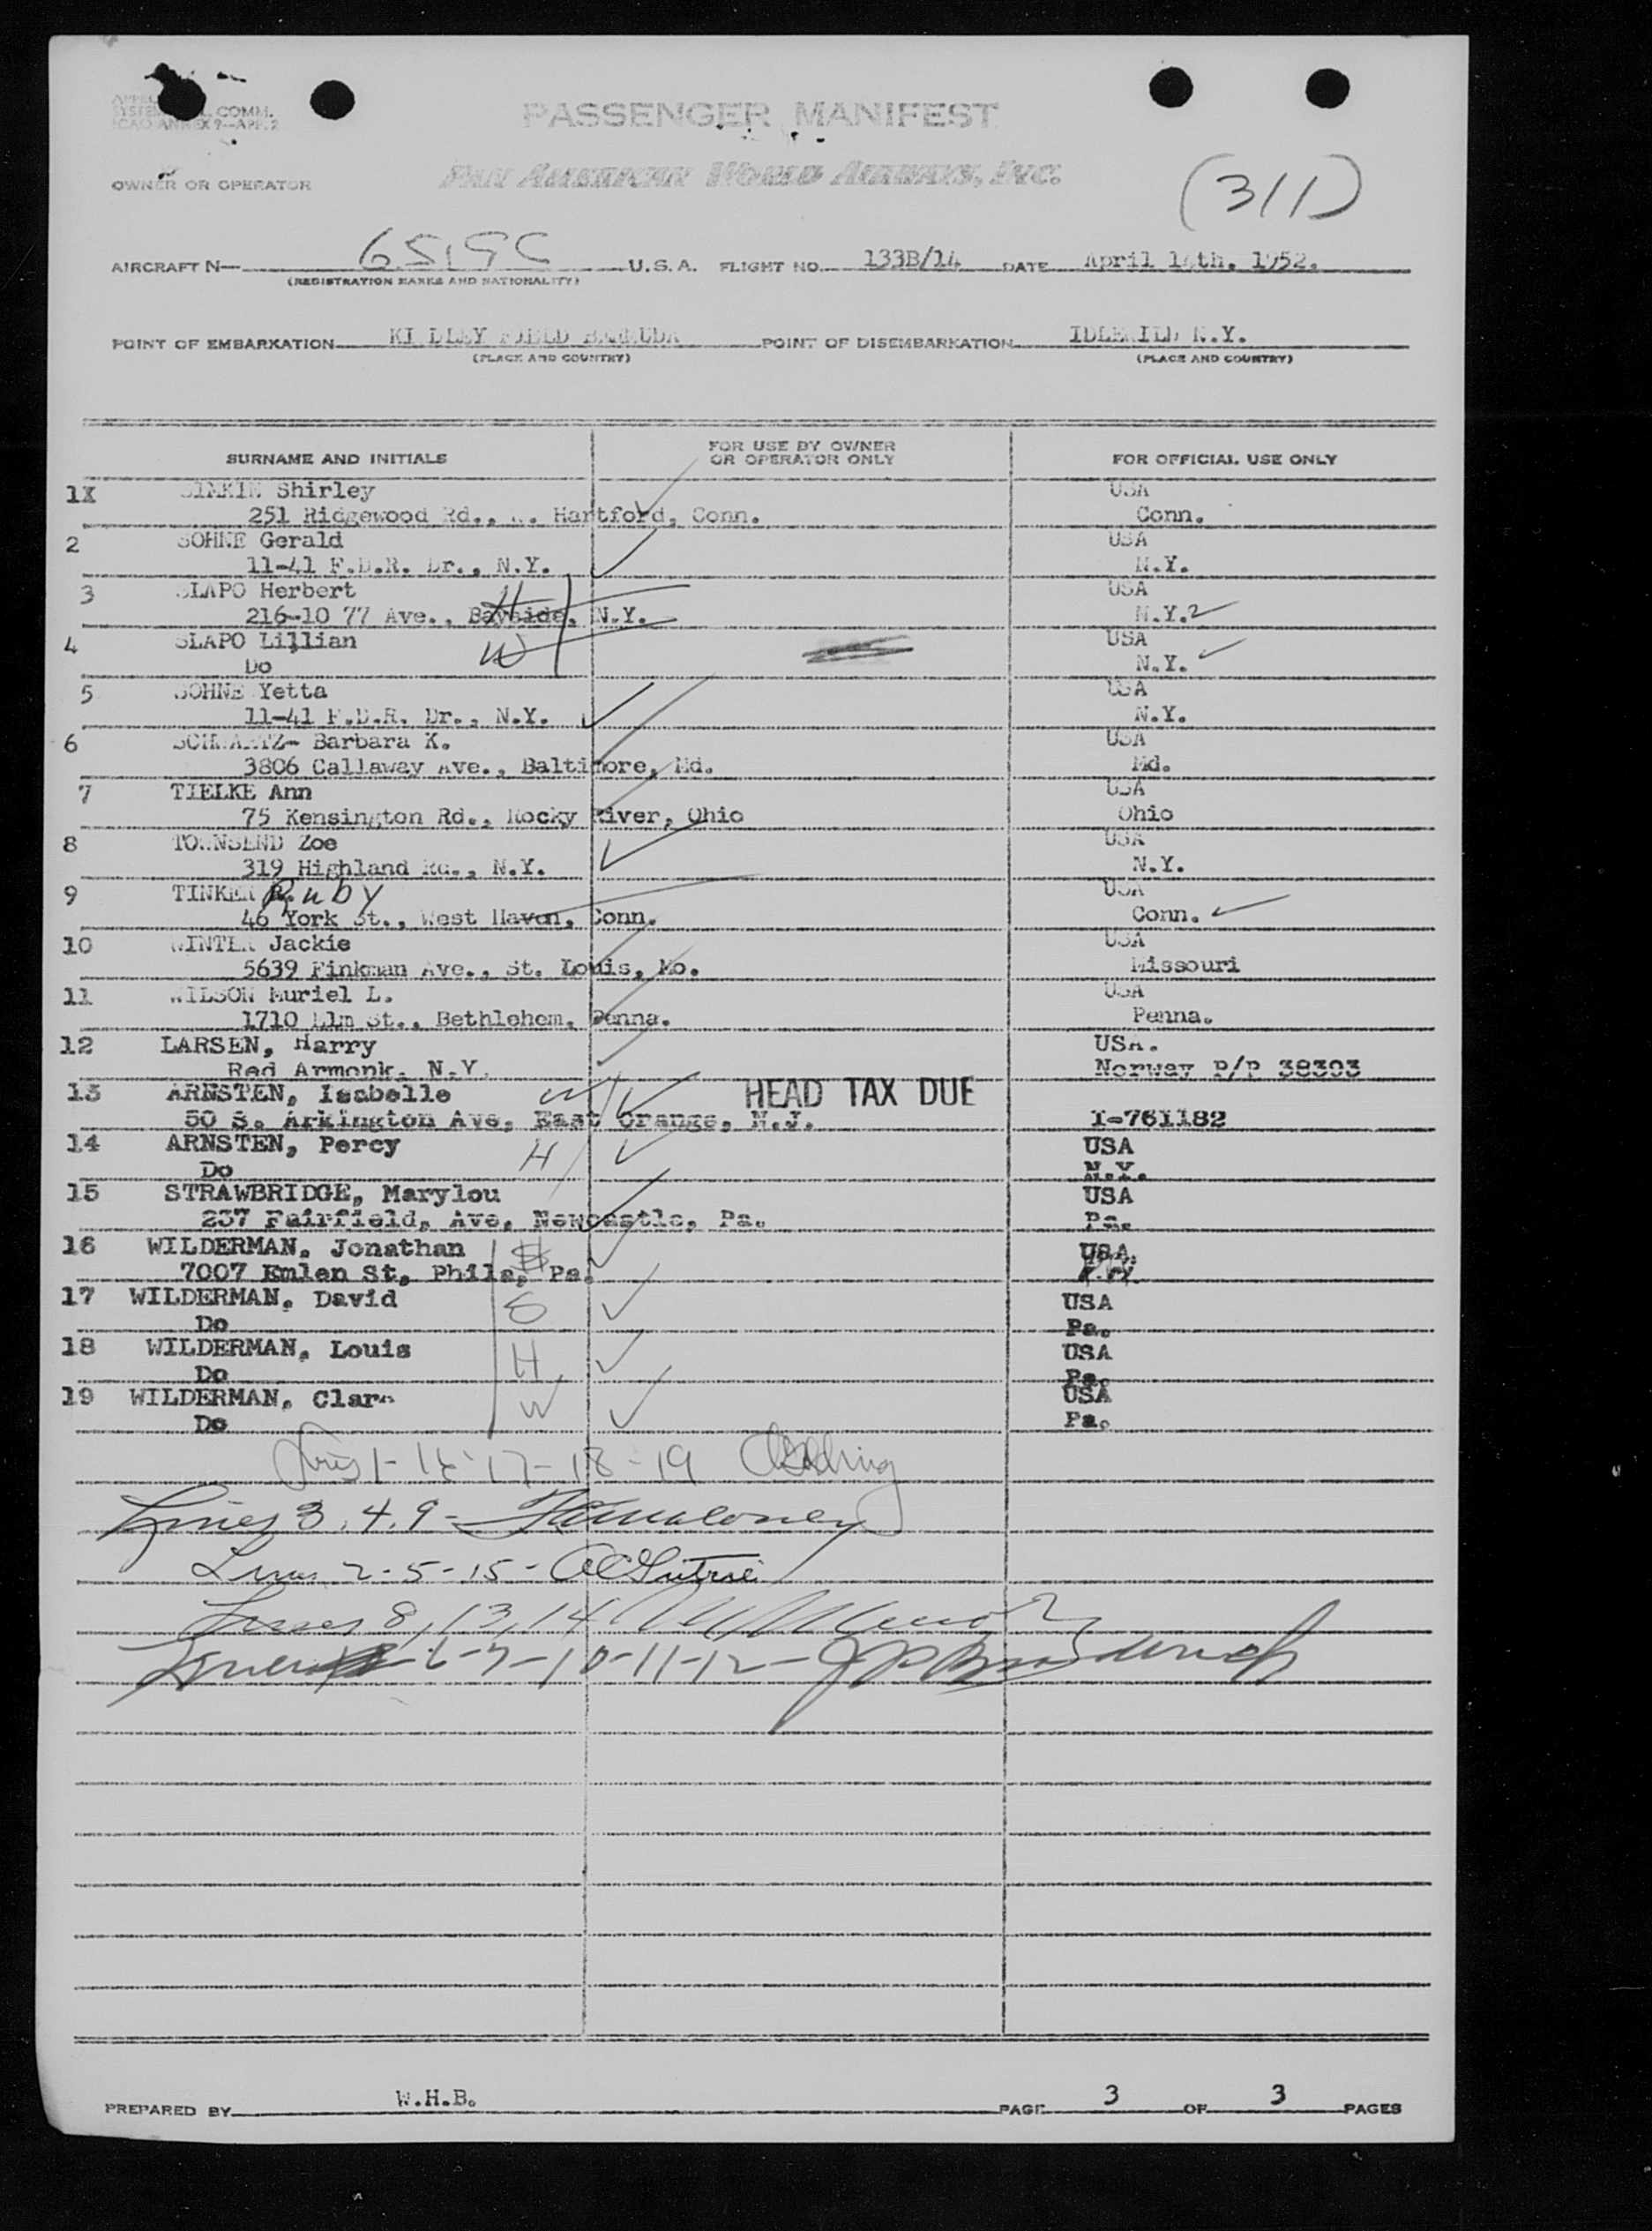 PASSENGER MANIFEST
OWNER OR OPERATOR PAN AMERICAN WORLD AIRWAYS, INC.
(311)
AIRCRAFT N— U.S.A. FLIGHT NO. 133B/14 DATE April 14th. 1952.
(REGISTRATION MARKS AND NATIONALITY)
POINT OF EMBARKATION KINDLEY FIELD BERMUDA POINT OF DISEMBARKATION IDLEWILD N.Y.
(PLACE AND COUNTRY) (PLACE AND COUNTRY)
SURNAME AND INITIALS FOR USE BY OWNER OR OPERATOR ONLY FOR OFFICIAL USE ONLY
1X Shirley USA
251 Ridgewood Rd., W. Hartford, Conn. Conn.
2 SOHNE Gerald USA
11-41 F.D.R. Dr., N.Y. N.Y.
3 SLAPO Herbert H USA
216-10 77 Ave., Bayside, N.Y. N.Y.
4 SLAPO Lillian W USA
Do N.Y.
5 SOHNE Yetta USA
11-41 F.D.R. Dr., N.Y. N.Y.
6 SCHWARTZ- Barbara K. USA
3806 Callaway Ave., Baltimore, Md. Md.
7 TIELKE Ann USA
75 Kensington Rd., Rocky River, Ohio Ohio
8 TOWNSEND Zoe USA
319 Highland Rd., N.Y. N.Y.
9 TINKER Ruby USA
46 York St., West Haven, Conn. Conn.
10 WINTER Jackie USA
5639 Finkman Ave., St. Louis, Mo. Missouri
11 WILSON Muriel L. USA
1710 Elm St., Bethlehem, Penna. Penna.
12 LARSEN, Harry USA.
Red Armonk. N.Y. Norway P/P 38303
13 ARNSTEN, Isabelle W HEAD TAX DUE
50 S. Arkington Ave, East Orange, N.J. I-761182
14 ARNSTEN, Percy H USA
Do N.Y.
15 STRAWBRIDGE, Marylou USA
237 Fairfield, Ave, Newcastle, Pa. Pa.
16 WILDERMAN, Jonathan USA.
7007 Emlen St, Phila, Pa.
17 WILDERMAN, David S USA
Do Pa.
18 WILDERMAN, Louis H USA
Do Pa.
19 WILDERMAN, Clara W USA
Do Pa.
1-16-17-18-19
Lines 3.4.9-
Lines 2-5-15-
Lines 8,13,14
Lines 6-7-10-11-12-
PREPARED BY W.H.B. PAGE 3 OF 3 PAGES